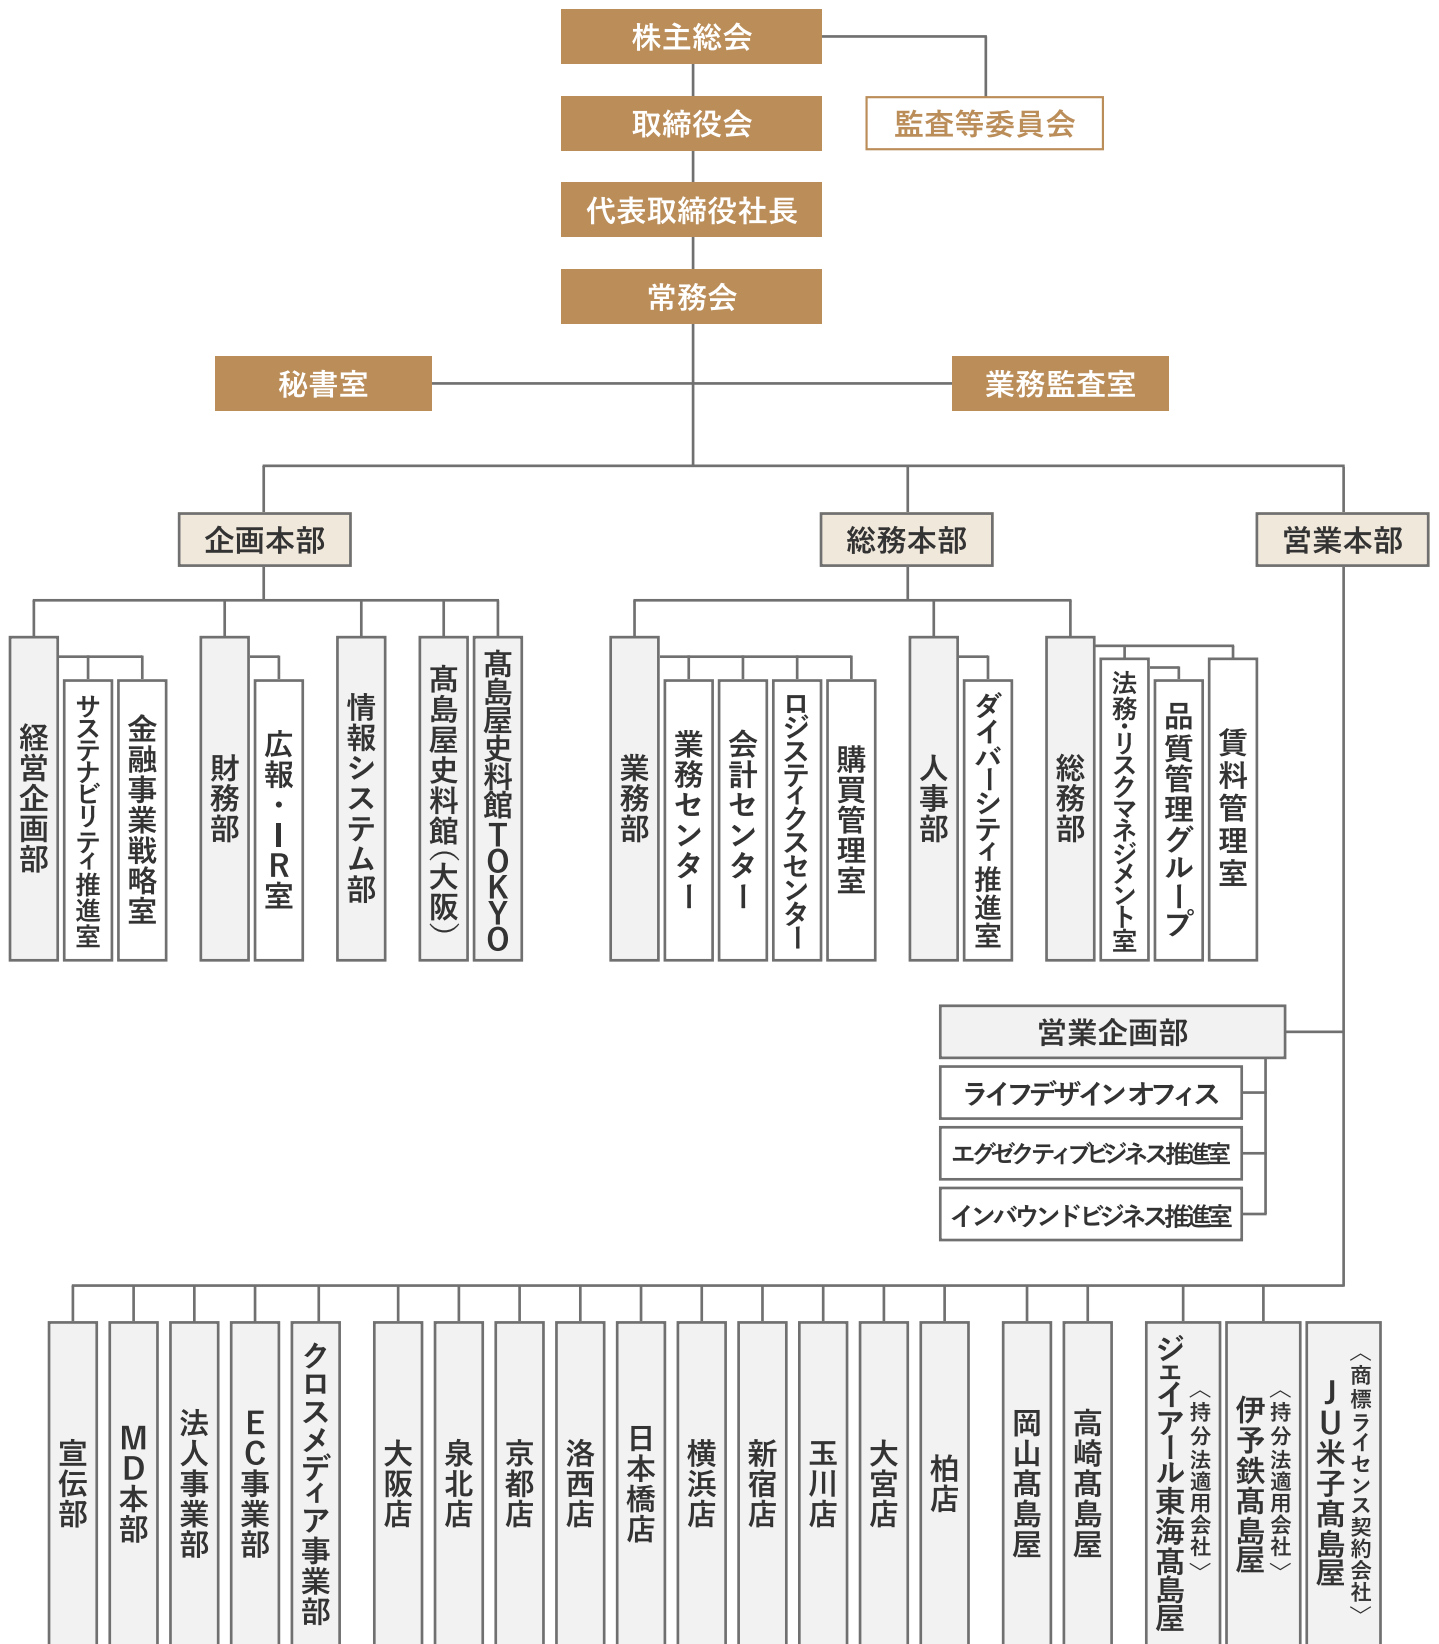 株主総会
取締役会
監査等委員会
代表取締役社長
常務会
秘書室
業務監査室
企画本部
総務本部
営業本部
経営企画部
サステナビリティ推進室
金融事業戦略室
財務部
広報・IR室
情報システム部
髙島屋史料館（大阪）
髙島屋史料館TOKYO
業務部
業務センター
会計センター
ロジスティクスセンター
購買管理室
人事部
ダイバーシティ推進室
総務部
法務・リスクマネジメント室
品質管理グループ
賃料管理室
営業企画部
ライフデザインオフィス
エグゼクティブビジネス推進室
インバウンドビジネス推進室
宣伝部
MD本部
法人事業部
EC事業部
クロスメディア事業部
大阪店
泉北店
京都店
洛西店
日本橋店
横浜店
新宿店
玉川店
大宮店
柏店
岡山髙島屋
高崎髙島屋
ジェイアール東海髙島屋
〈持分法適用会社〉
伊予鉄髙島屋
〈持分法適用会社〉
JU米子髙島屋
〈商標ライセンス契約会社〉